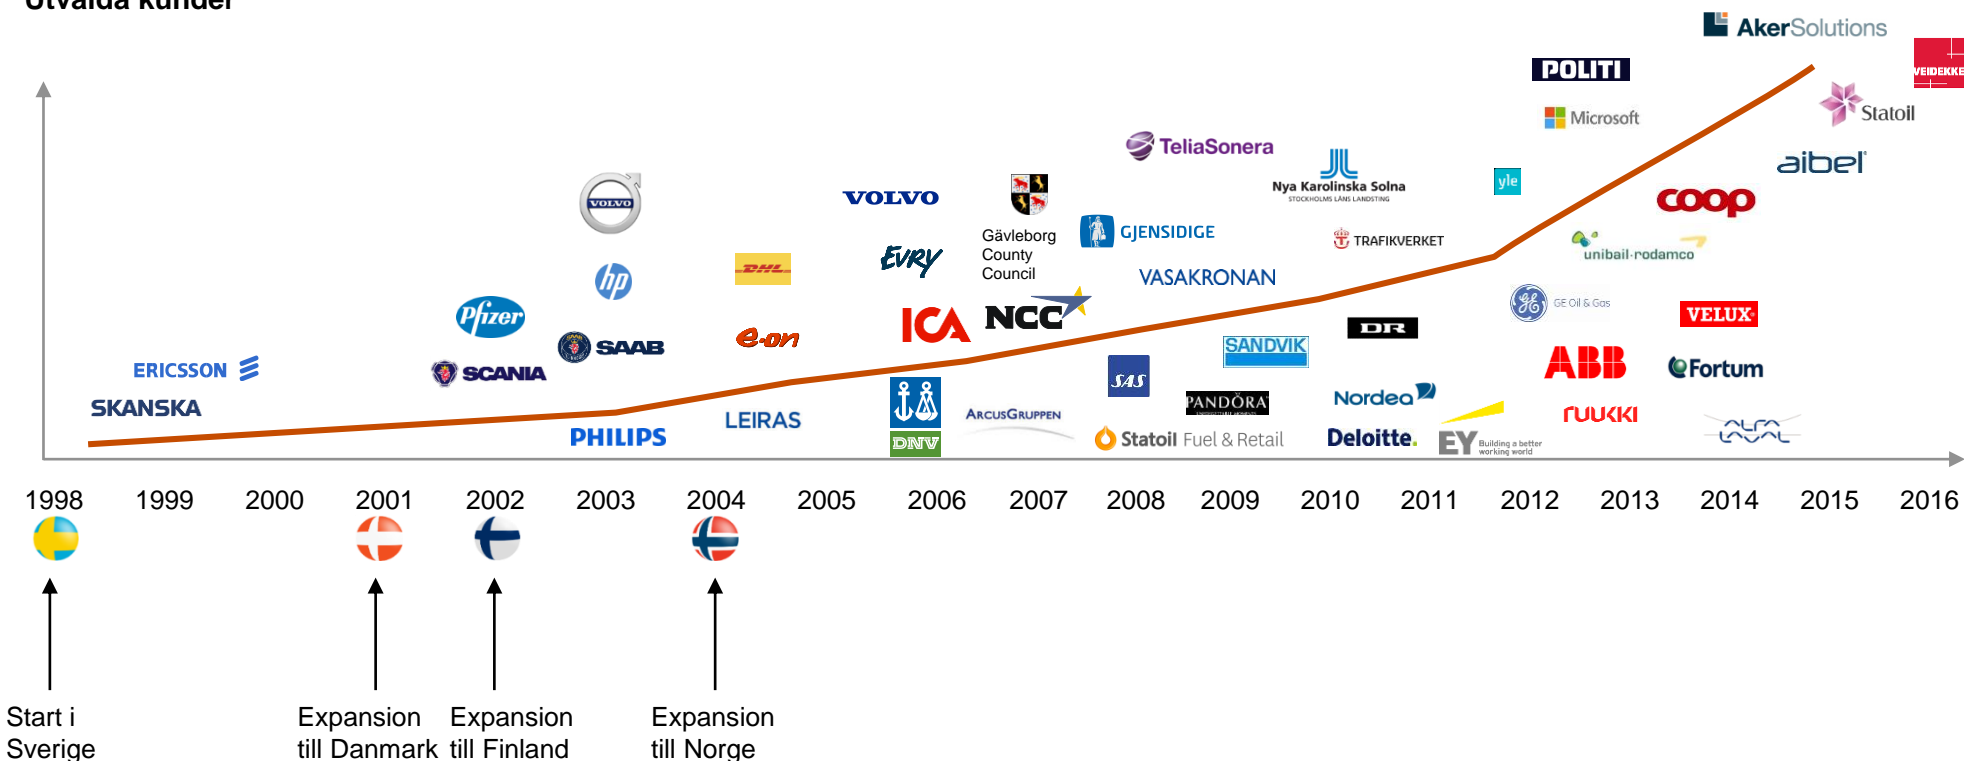 Utvalda kunder
AkerSolutions
VEIDEKKE
POLITI
Microsoft
Statoil
TeliaSonera
aibel
Nya Karolinska Solna
STOCKHOLMS LÄNS LANDSTING
yle
VOLVO
VOLVO
coop
Gävleborg
County
Council
GJENSIDIGE
TRAFIKVERKET
unibail-rodamco
EVRY
DHL
VASAKRONAN
hp
GE Oil & Gas
Pfizer
ICA
NCC
VELUX
DR
e·on
SAAB
SANDVIK
ABB
Fortum
ERICSSON
SCANIA
SAS
Nordea
PANDÖRA
SKANSKA
LEIRAS
ARCUSGRUPPEN
ruukki
PHILIPS
DNV
Statoil Fuel & Retail
Deloitte.
EY Building a better
working world
ALFA
LAVAL
1998 1999 2000 2001 2002 2003 2004 2005 2006 2007 2008 2009 2010 2011 2012 2013 2014 2015 2016
Start i
Sverige
Expansion
till Danmark
Expansion
till Finland
Expansion
till Norge